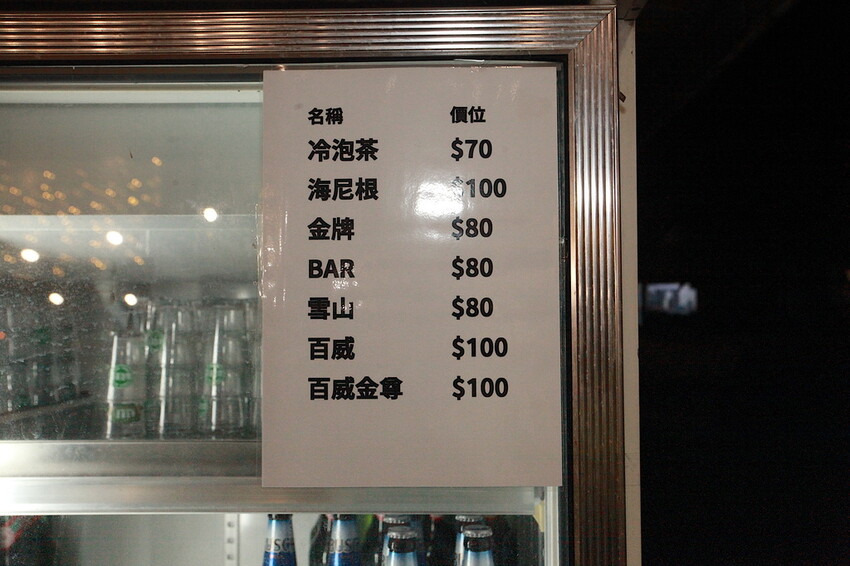 名稱 價位
冷泡茶 $70
海尼根 $100
金牌 $80
BAR $80
雪山 $80
百威 $100
百威金尊 $100